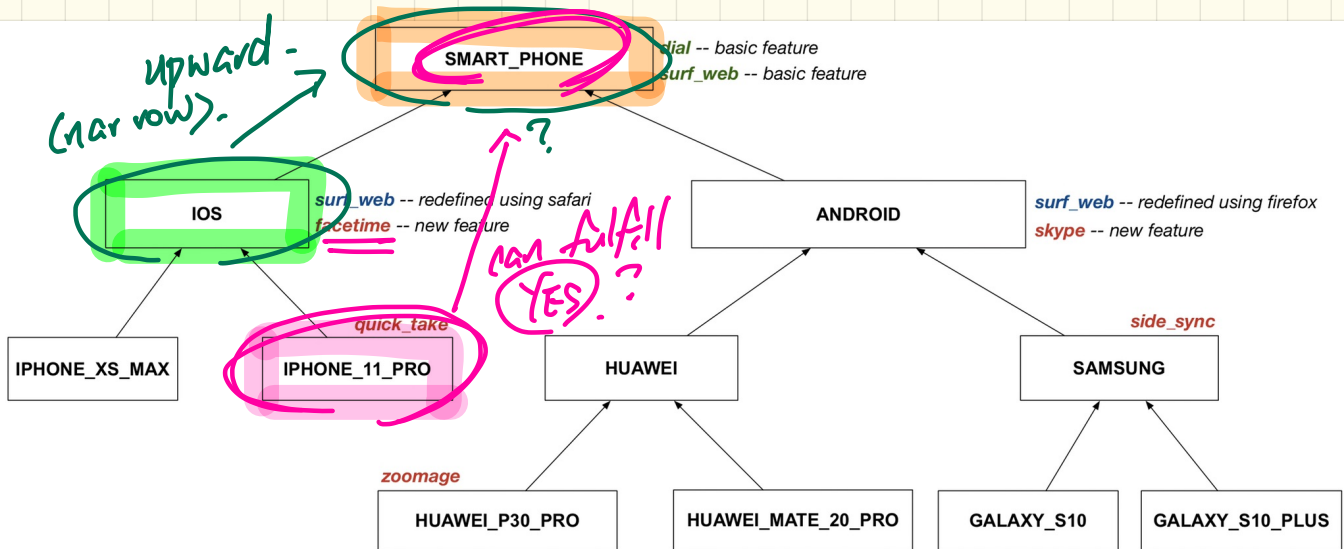 SMART_PHONE
dial -- basic feature
surf_web -- basic feature
upward
(narrow).
?
IOS
surf_web -- redefined using safari
facetime -- new feature
ANDROID
surf_web -- redefined using firefox
skype -- new feature
can fulfill
YES ?
quick_take
side_sync
IPHONE_XS_MAX
IPHONE_11_PRO
HUAWEI
SAMSUNG
zoomage
HUAWEI_P30_PRO
HUAWEI_MATE_20_PRO
GALAXY_S10
GALAXY_S10_PLUS